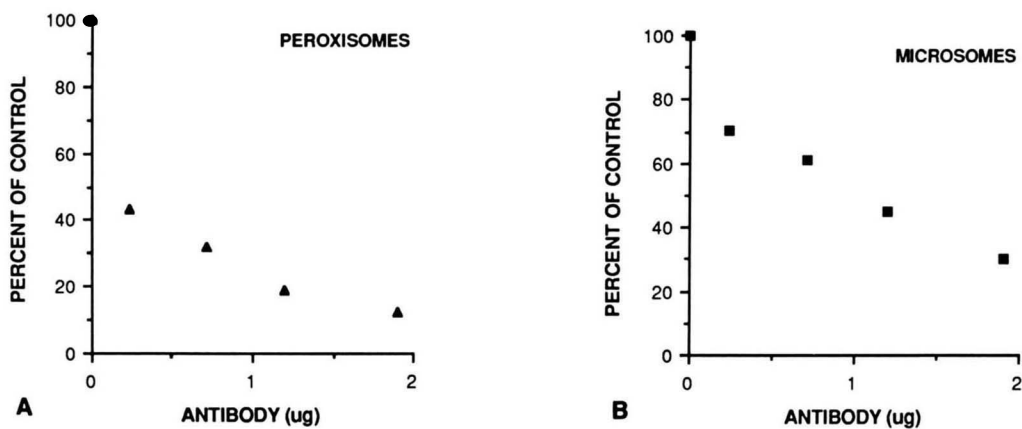 PEROXISOMES
PERCENT OF CONTROL
100
80
60
40
20
0
0 1 2
ANTIBODY (ug)
A
MICROSOMES
PERCENT OF CONTROL
100
80
60
40
20
0
0 1 2
ANTIBODY (ug)
B